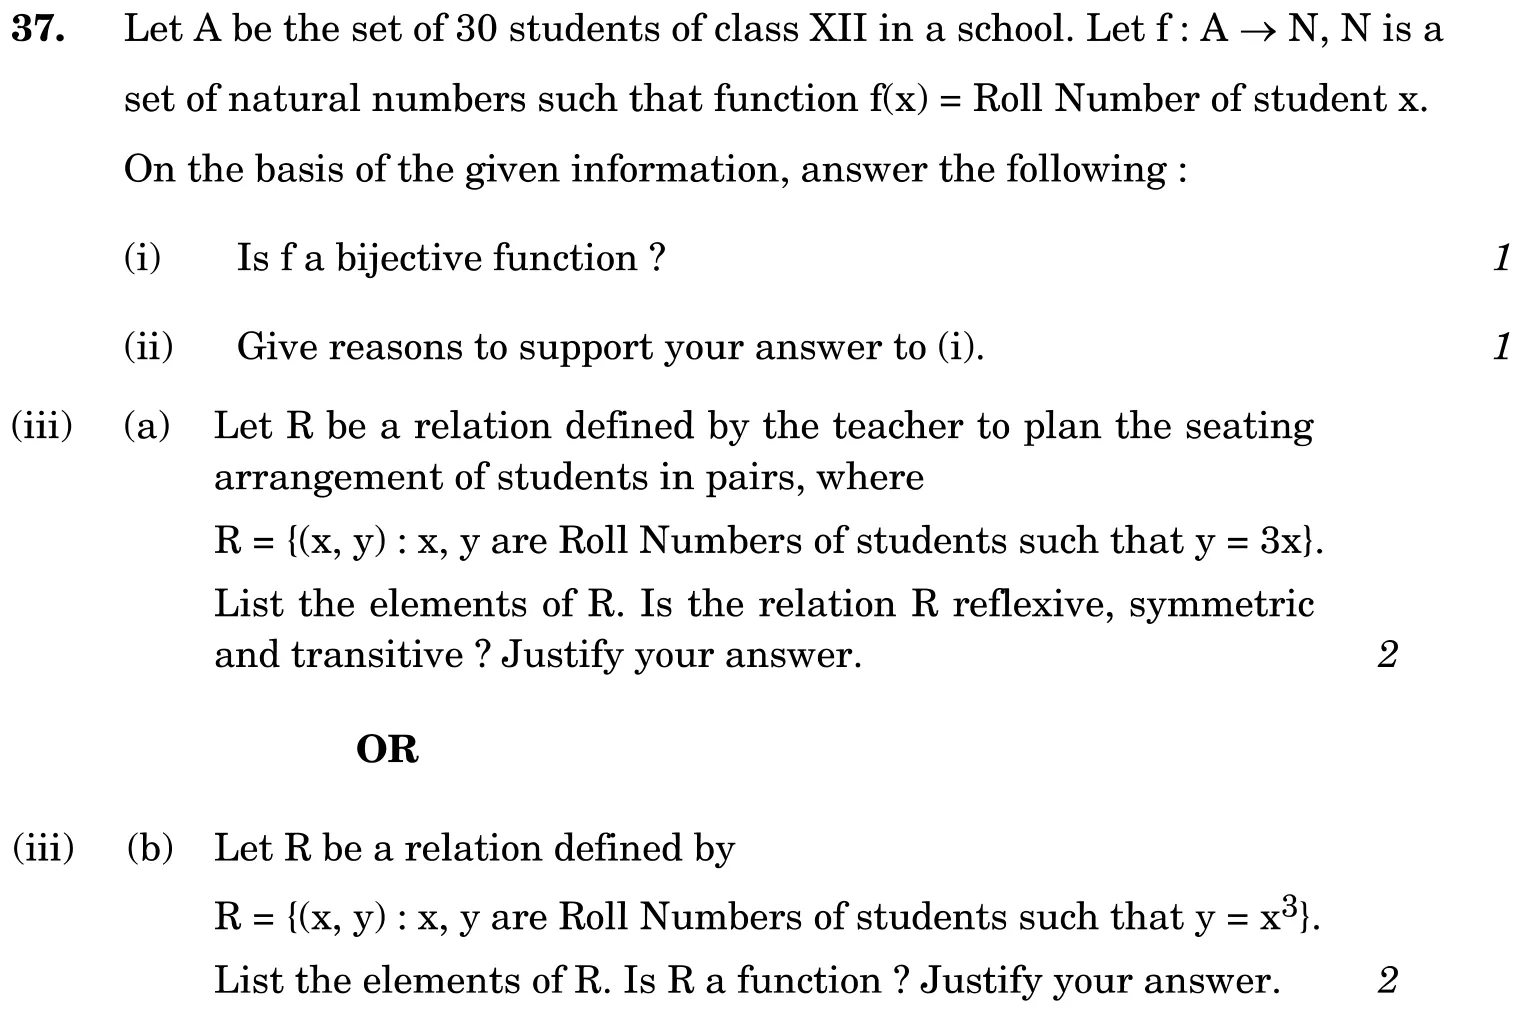 37. Let A be the set of 30 students of class XII in a school. Let f : A → N, N is a
set of natural numbers such that function f(x) = Roll Number of student x.
On the basis of the given information, answer the following :
(i) Is f a bijective function ? 1
(ii) Give reasons to support your answer to (i). 1
(iii) (a) Let R be a relation defined by the teacher to plan the seating
arrangement of students in pairs, where
R = {(x, y) : x, y are Roll Numbers of students such that y = 3x}.
List the elements of R. Is the relation R reflexive, symmetric
and transitive ? Justify your answer. 2
OR
(iii) (b) Let R be a relation defined by
R = {(x, y) : x, y are Roll Numbers of students such that y = x³}.
List the elements of R. Is R a function ? Justify your answer. 2